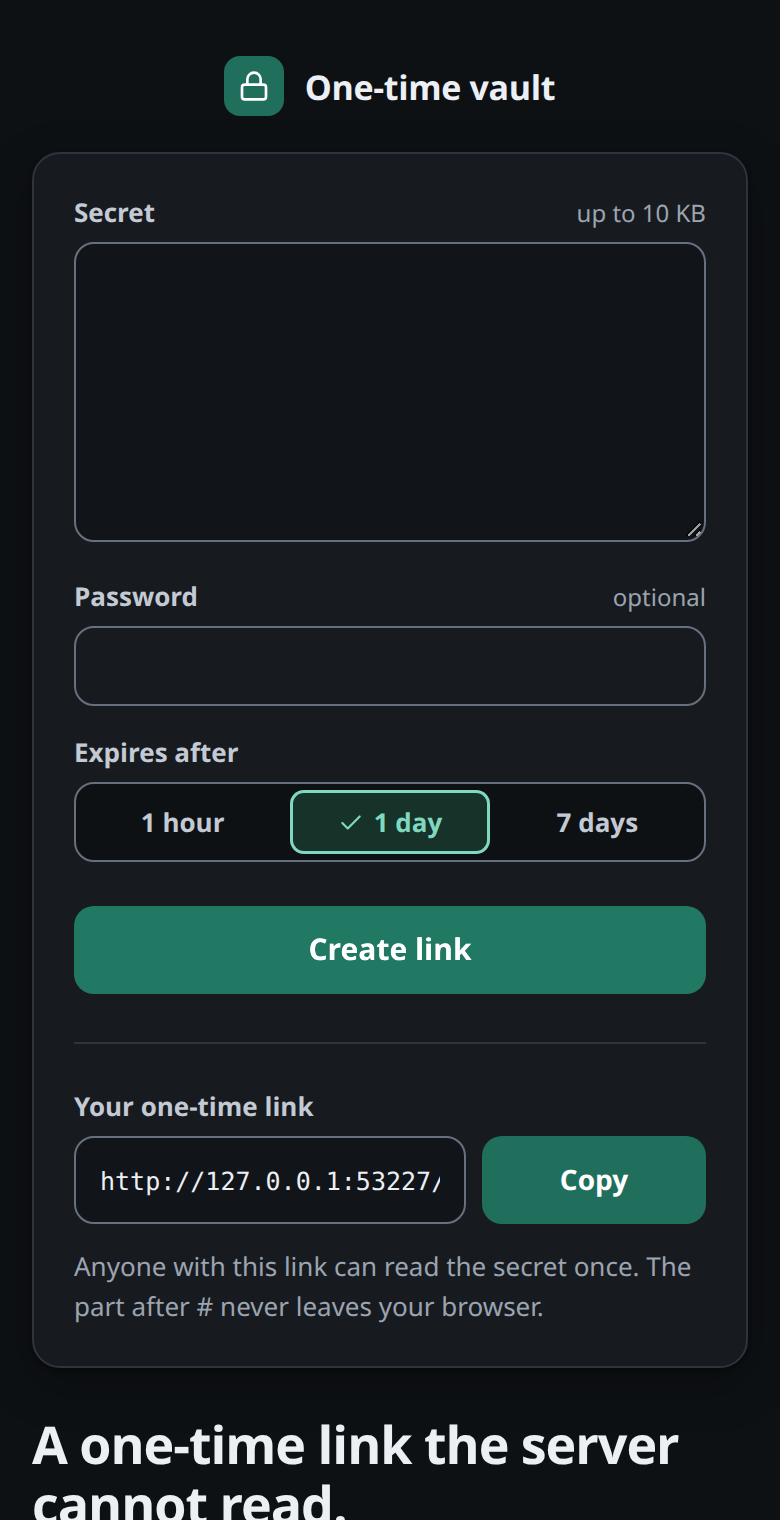 One-time vault
Secret
up to 10 KB
Password
optional
Expires after
1 hour
1 day
7 days
Create link
Your one-time link
http://127.0.0.1:53227/
Copy
Anyone with this link can read the secret once. The
part after # never leaves your browser.
A one-time link the server
cannot read.